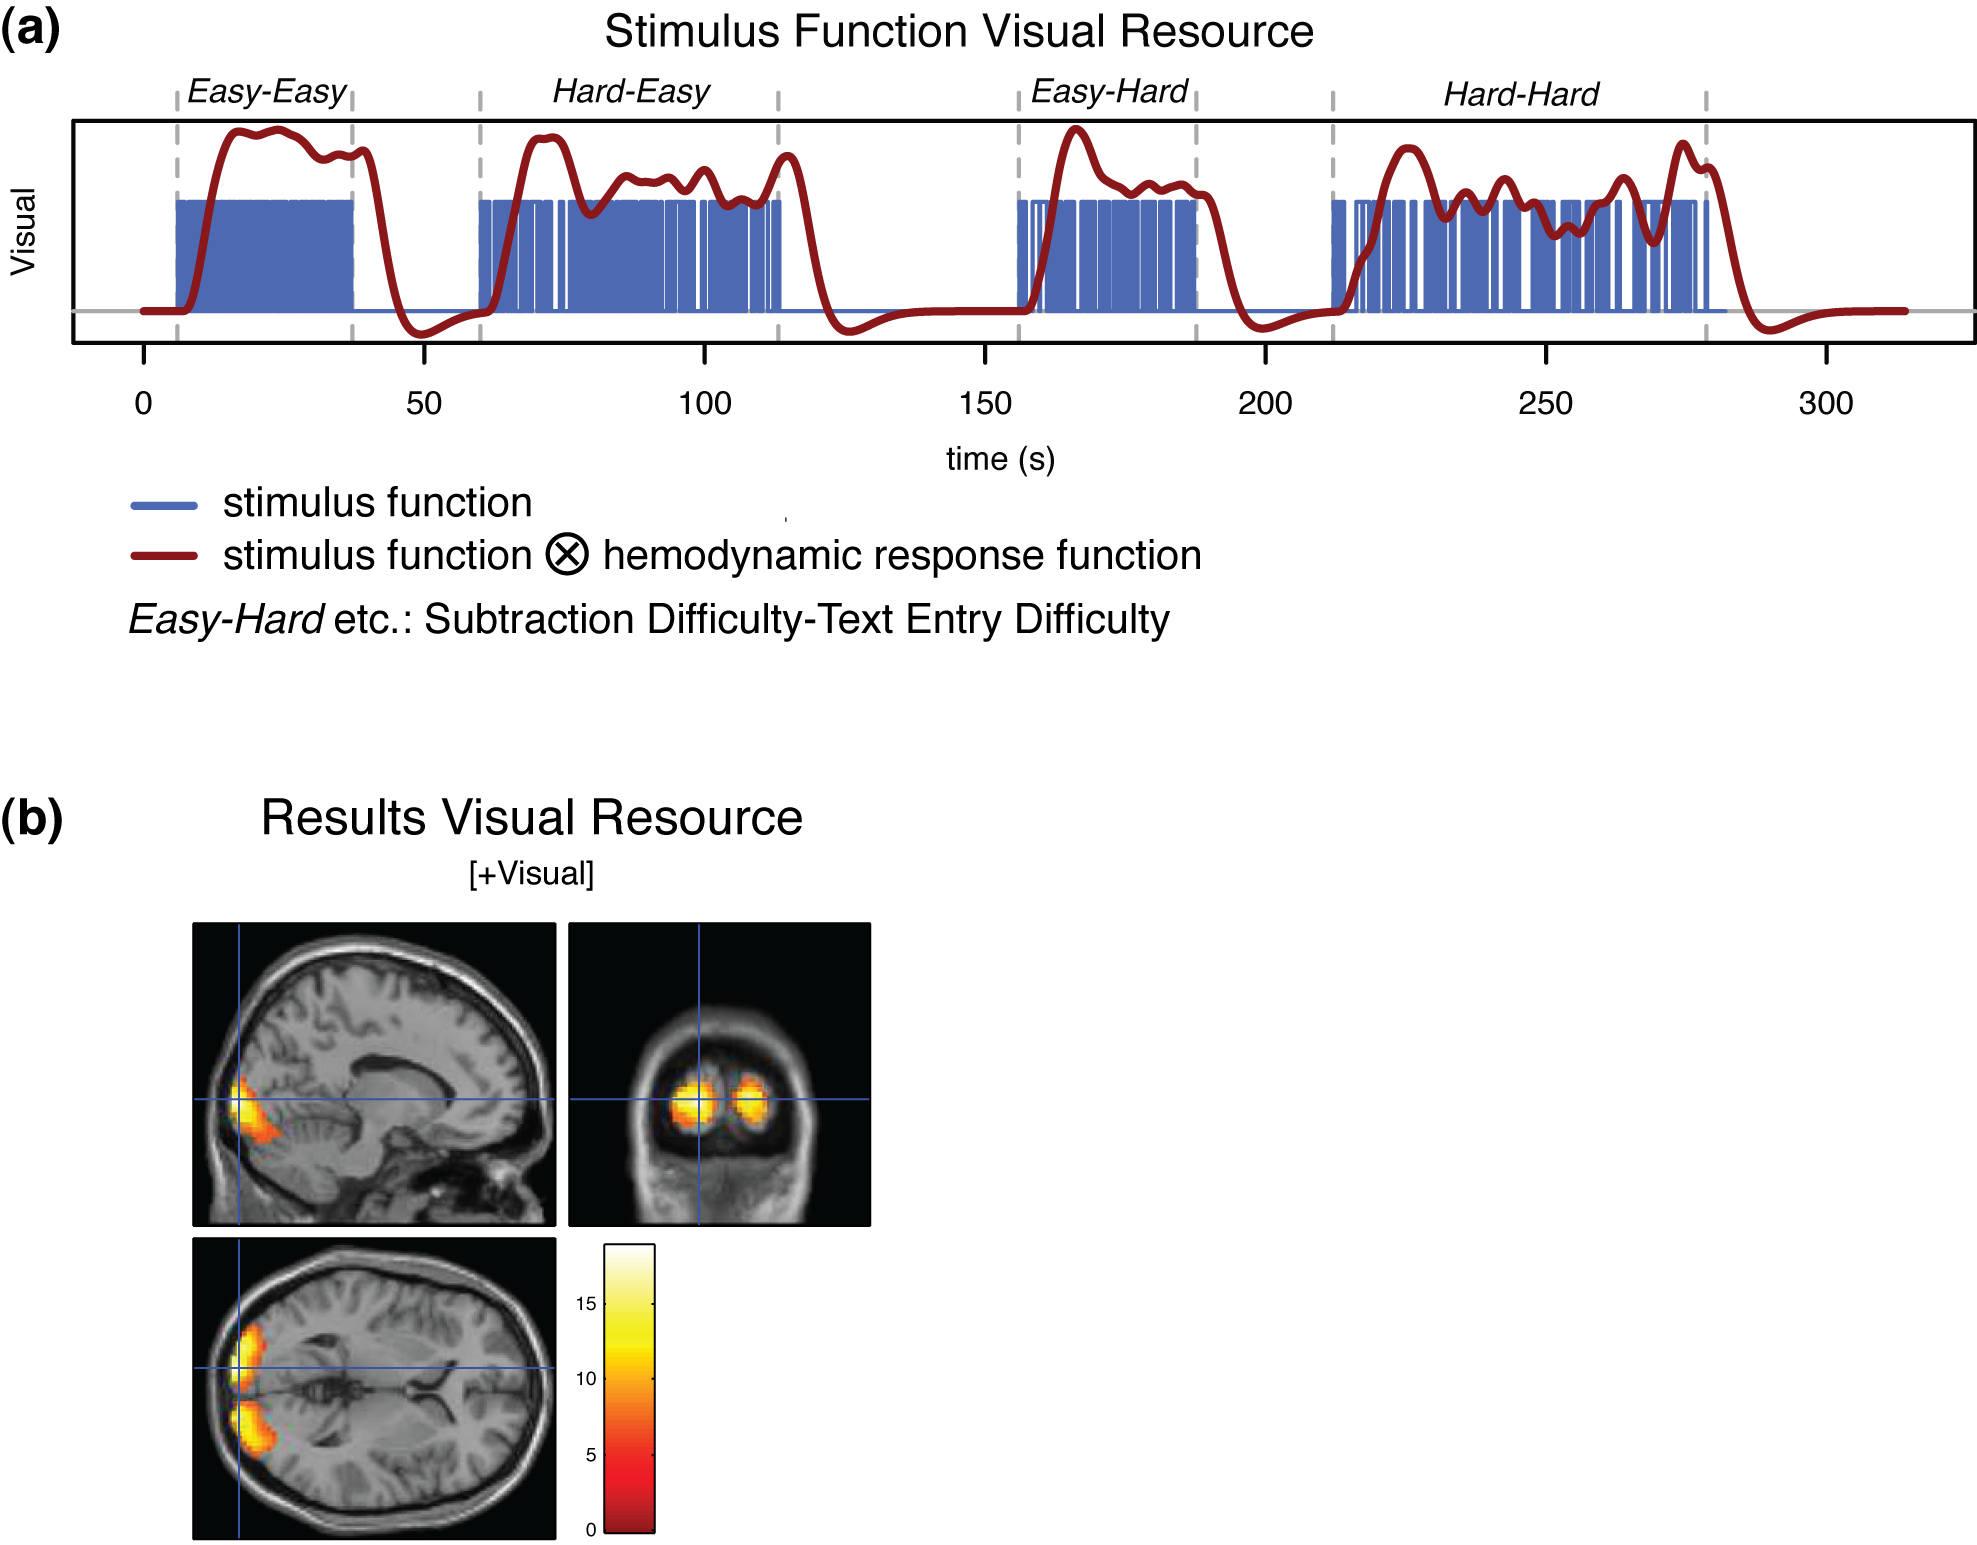 (a)
Stimulus Function Visual Resource
Easy-Easy Hard-Easy Easy-Hard Hard-Hard
Visual
0 50 100 150 200 250 300
time (s)
stimulus function
stimulus function ⊗ hemodynamic response function
Easy-Hard etc.: Subtraction Difficulty-Text Entry Difficulty
(b)
Results Visual Resource
[+Visual]
15
10
5
0